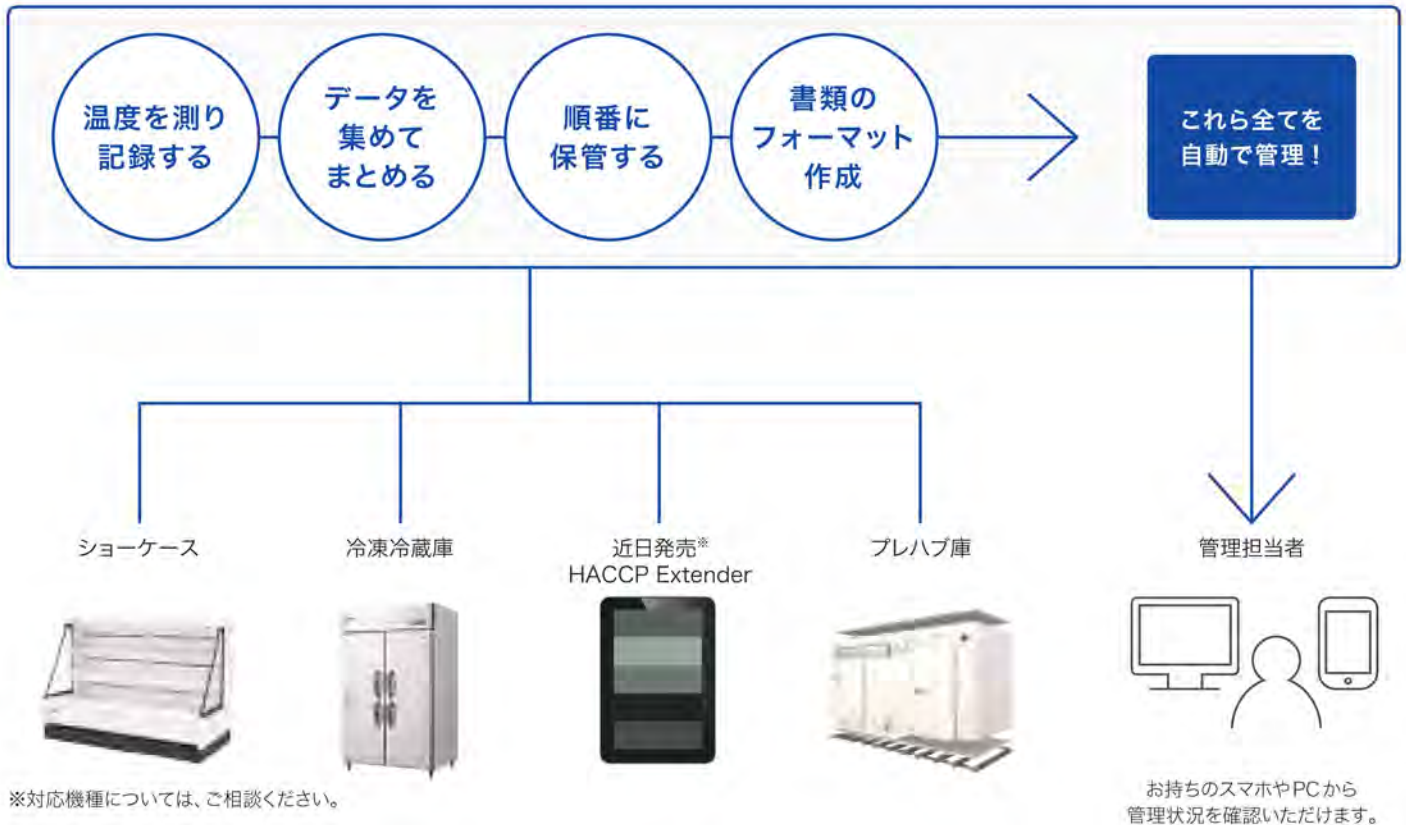 温度を測り
記録する
データを
集めて
まとめる
順番に
保管する
書類の
フォーマット
作成
これら全てを
自動で管理！
ショーケース
冷凍冷蔵庫
近日発売※
HACCP Extender
プレハブ庫
管理担当者
※対応機種については、ご相談ください。
お持ちのスマホやPCから
管理状況を確認いただけます。